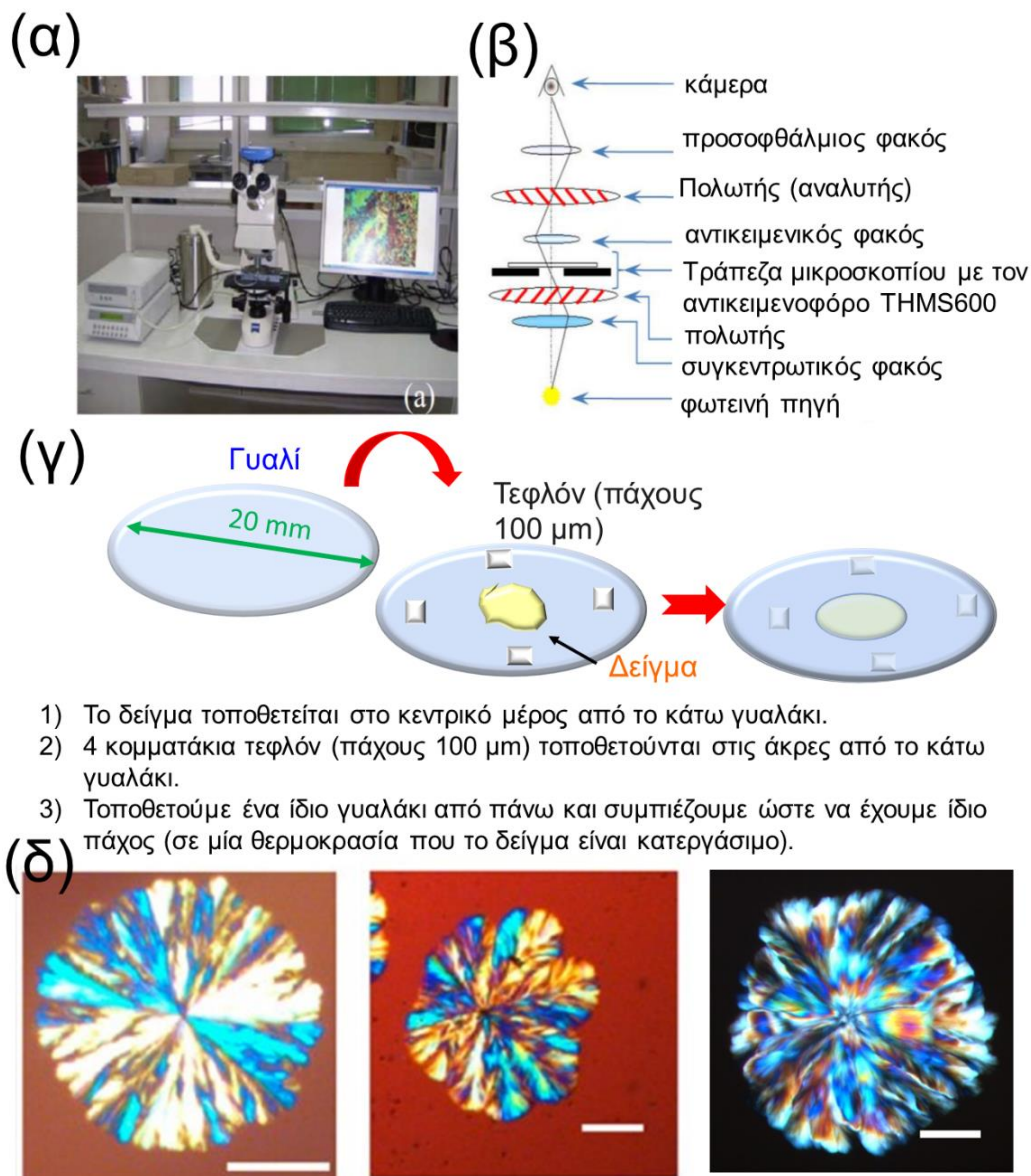 (α)
(a)
(β)
κάμερα
προσοφθάλμιος φακός
Πολωτής (αναλυτής)
αντικειμενικός φακός
Τράπεζα μικροσκοπίου με τον
αντικειμενοφόρο THMS600
πολωτής
συγκεντρωτικός φακός
φωτεινή πηγή
(γ)
Γυαλί
20 mm
Τεφλόν (πάχους
100 μm)
Δείγμα
1) Το δείγμα τοποθετείται στο κεντρικό μέρος από το κάτω γυαλάκι.
2) 4 κομματάκια τεφλόν (πάχους 100 μm) τοποθετούνται στις άκρες από το κάτω
γυαλάκι.
3) Τοποθετούμε ένα ίδιο γυαλάκι από πάνω και συμπιέζουμε ώστε να έχουμε ίδιο
πάχος (σε μία θερμοκρασία που το δείγμα είναι κατεργάσιμο).
(δ)